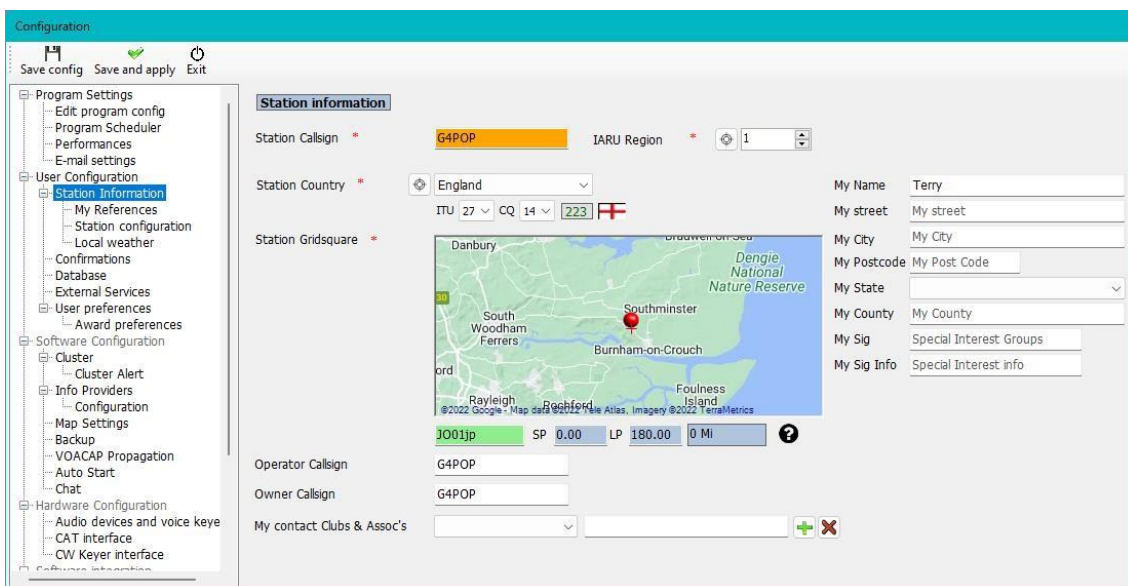 Configuration
Save config Save and apply Exit
Program Settings
Edit program config
Program Scheduler
Performances
E-mail settings
User Configuration
Station Information
My References
Station configuration
Local weather
Confirmations
Database
External Services
User preferences
Award preferences
Software Configuration
Cluster
Cluster Alert
Info Providers
Configuration
Map Settings
Backup
VOACAP Propagation
Auto Start
Chat
Hardware Configuration
Audio devices and voice keye
CAT interface
CW Keyer interface
Software integration
Station information
Station Callsign * G4POP IARU Region * 1
Station Country * England
ITU 27 CQ 14 223
Station Gridsquare *
Danbury
Bradwell-on-Sea
Dengie
National
Nature Reserve
30
South
Woodham
Ferrers
Southminster
Burnham-on-Crouch
ord
Foulness
Island
Rayleigh
Rochford
©2022 Google - Map data ©2022 Tele Atlas, Imagery ©2022 TerraMetrics
JO01jp SP 0.00 LP 180.00 0 Mi ?
Operator Callsign G4POP
Owner Callsign G4POP
My contact Clubs & Assoc's
My Name Terry
My street My street
My City My City
My Postcode My Post Code
My State
My County My County
My Sig Special Interest Groups
My Sig Info Special Interest info